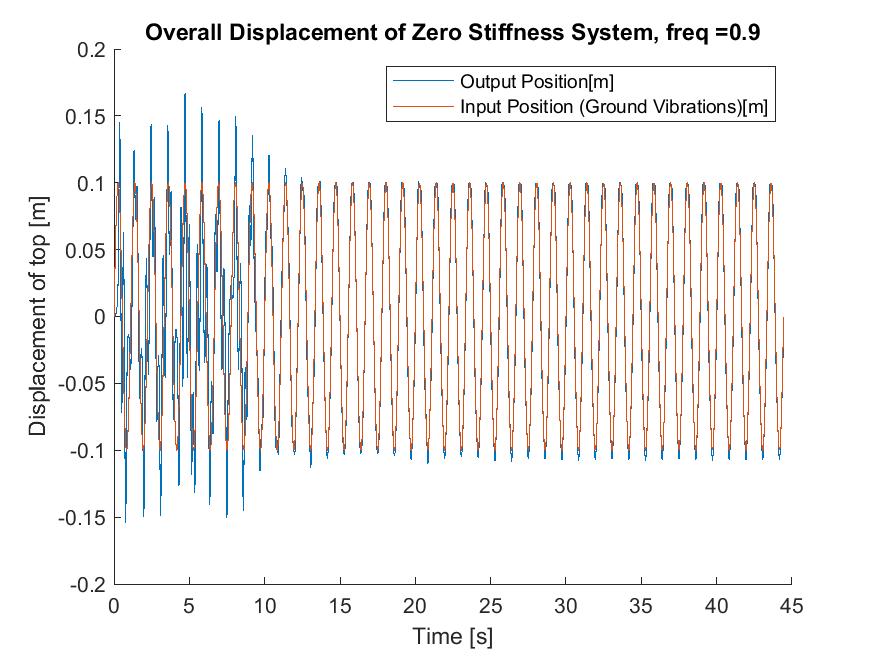 Overall Displacement of Zero Stiffness System, freq =0.9
Output Position[m]
Input Position (Ground Vibrations)[m]
Displacement of top [m]
0.2
0.15
0.1
0.05
0
-0.05
-0.1
-0.15
-0.2
0 5 10 15 20 25 30 35 40 45
Time [s]